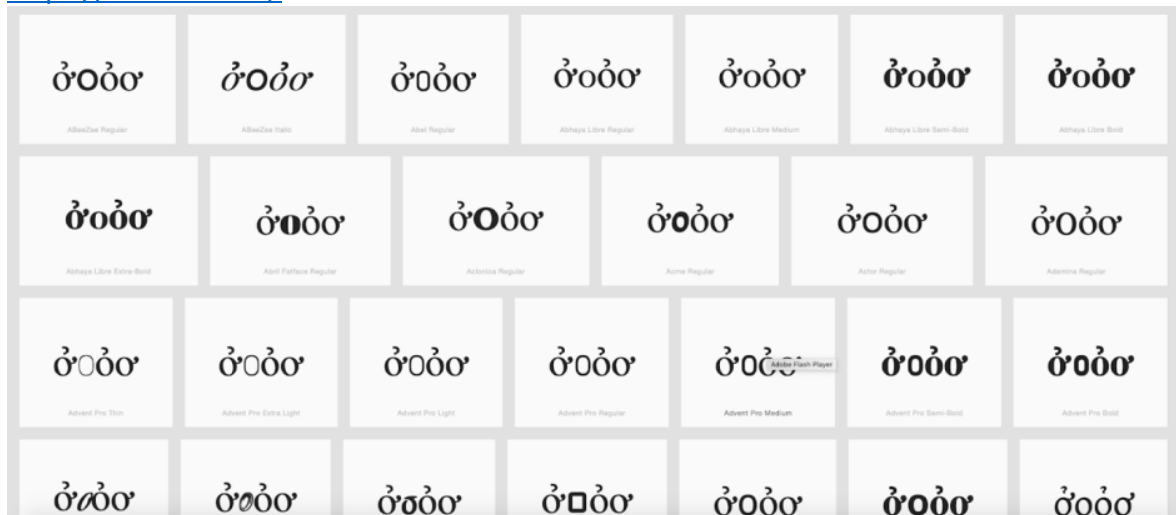 ởoỏơ ởoỏơ ởoỏơ ởoỏơ ởoỏơ ởoỏơ ởoỏơ
ABeeZee Regular ABeeZee Italic Abel Regular Abhaya Libre Regular Abhaya Libre Medium Abhaya Libre Semi-Bold Abhaya Libre Bold
ởoỏơ ởoỏơ ởoỏơ ởoỏơ ởoỏơ ởoỏơ
Abhaya Libre Extra-Bold Abril Fatface Regular Aclonica Regular Acme Regular Actor Regular Adamina Regular
ởoỏơ ởoỏơ ởoỏơ ởoỏơ ởoỏơ ởoỏơ ởoỏơ
Adobe Flash Player
Advent Pro Thin Advent Pro Extra Light Advent Pro Light Advent Pro Regular Advent Pro Medium Advent Pro Semi-Bold Advent Pro Bold
ởoỏơ ởoỏơ ởoỏơ ởoỏơ ởoỏơ ởoỏơ ởoỏơ